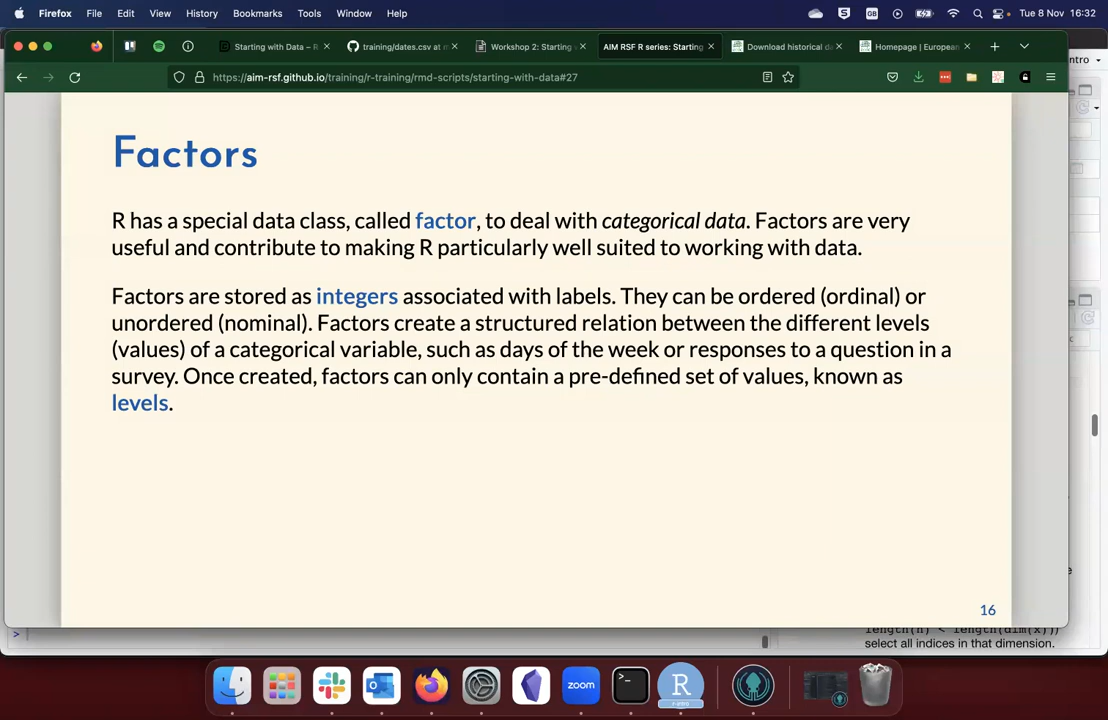 Firefox File Edit View History Bookmarks Tools Window Help
GB
Tue 8 Nov 16:32
Starting with Data – R
training/dates.csv at m
Workshop 2: Starting w
AIM RSF R series: Starting
Download historical da
Homepage | European
ntro
https://aim-rsf.github.io/training/r-training/rmd-scripts/starting-with-data#27
Factors
R has a special data class, called factor, to deal with categorical data. Factors are very
useful and contribute to making R particularly well suited to working with data.
Factors are stored as integers associated with labels. They can be ordered (ordinal) or
unordered (nominal). Factors create a structured relation between the different levels
(values) of a categorical variable, such as days of the week or responses to a question in a
survey. Once created, factors can only contain a pre-defined set of values, known as
levels.
16
>
select all indices in that dimension.
zoom
R